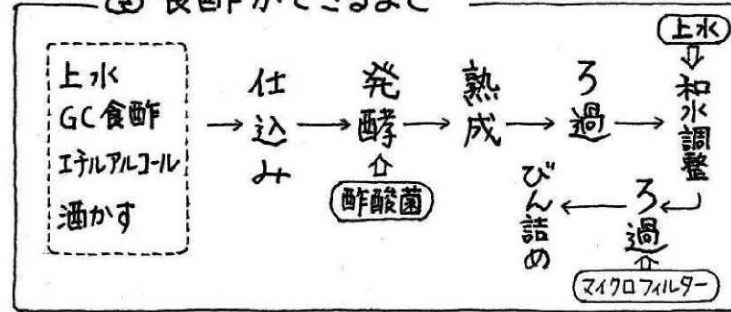 食酢ができるまで
上水
GC食酢
エチルアルコール
酒かす
仕込み
発酵
酢酸菌
熟成
ろ過
上水
和水調整
ろ過
マイクロフィルター
びん詰め